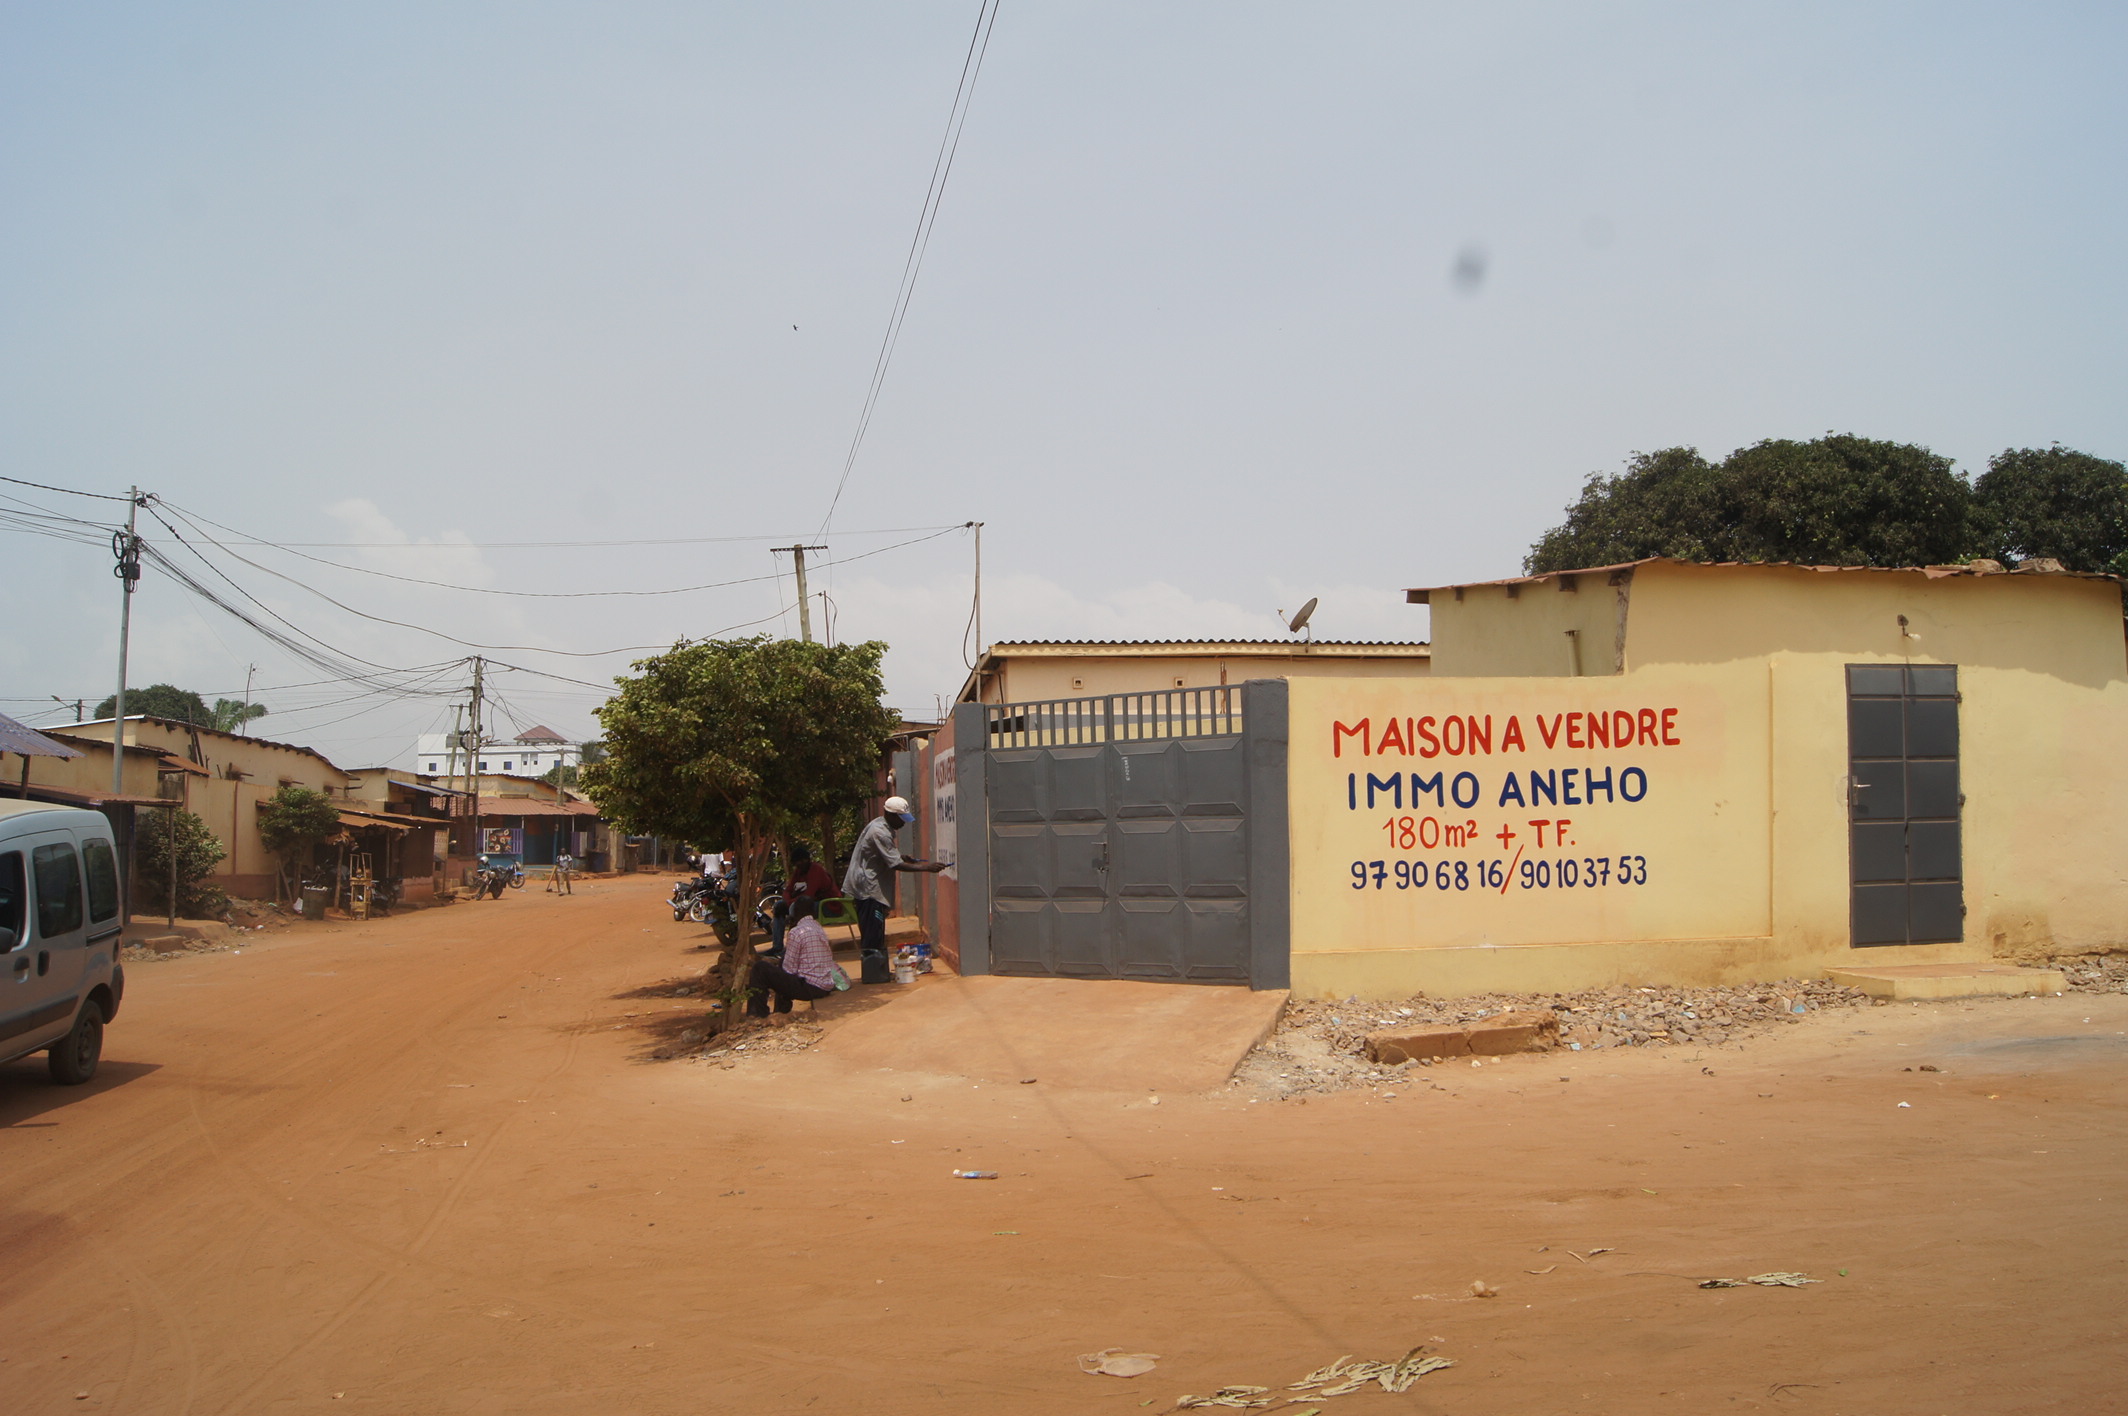 MAISON A VENDRE
IMMO ANEHO
180m² + TF.
97 90 68 16/90 10 37 53